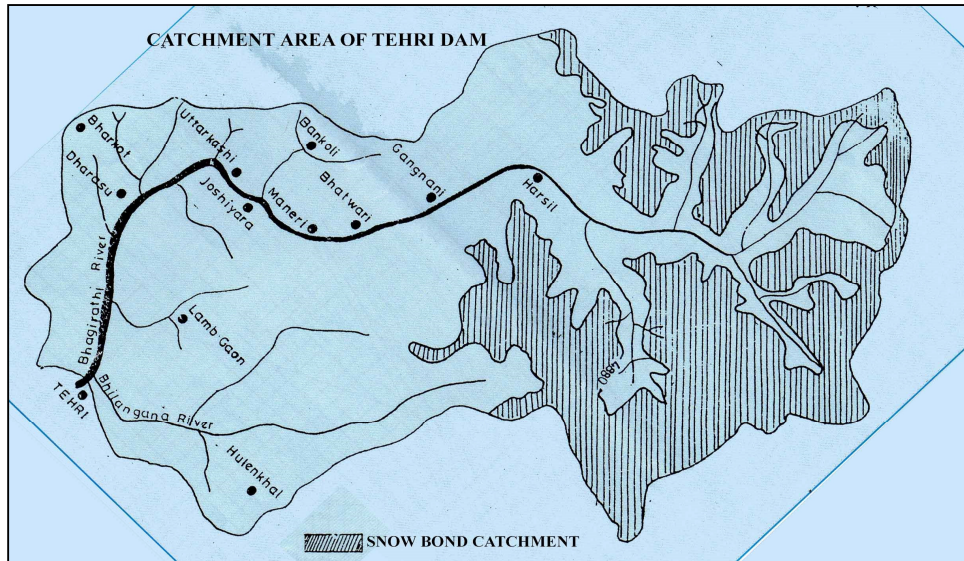 CATCHMENT AREA OF TEHRI DAM
Bharkot
Uttarkashi
Bankoli
Gangnani
Dharasu
Joshiyara
Maneri
Bhatwari
Harsil
Bhagirathi River
Lamb Gaon
TEHRI
Bhilangana River
Hulenkhal
SNOW BOND CATCHMENT